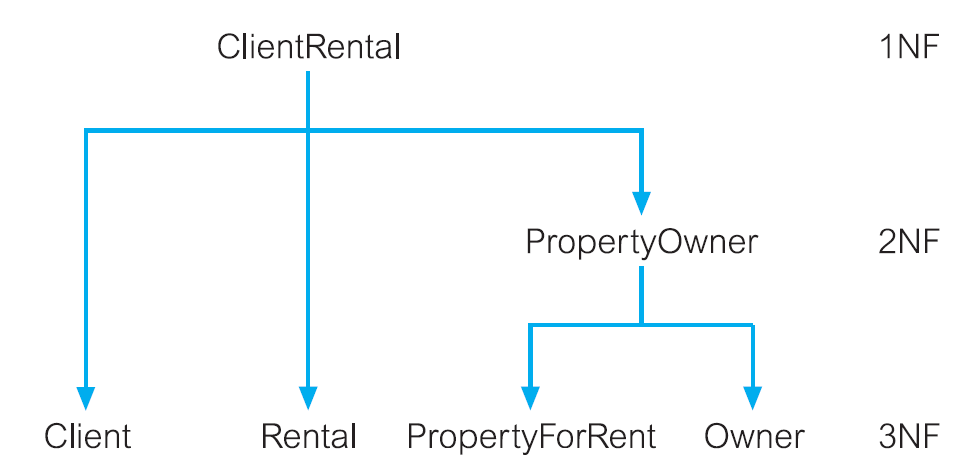 ClientRental 1NF
PropertyOwner 2NF
Client Rental PropertyForRent Owner 3NF